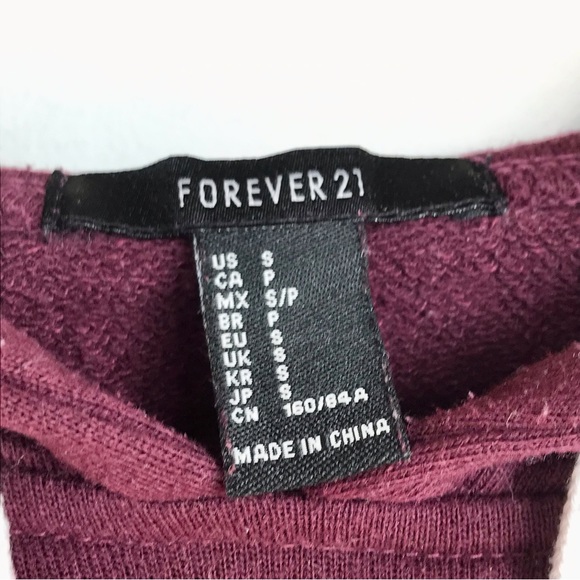 FOREVER 21
US S
CA P
MX S/P
BR P
EU S
UK S
KR S
JP S
CN 160/84A
MADE IN CHINA